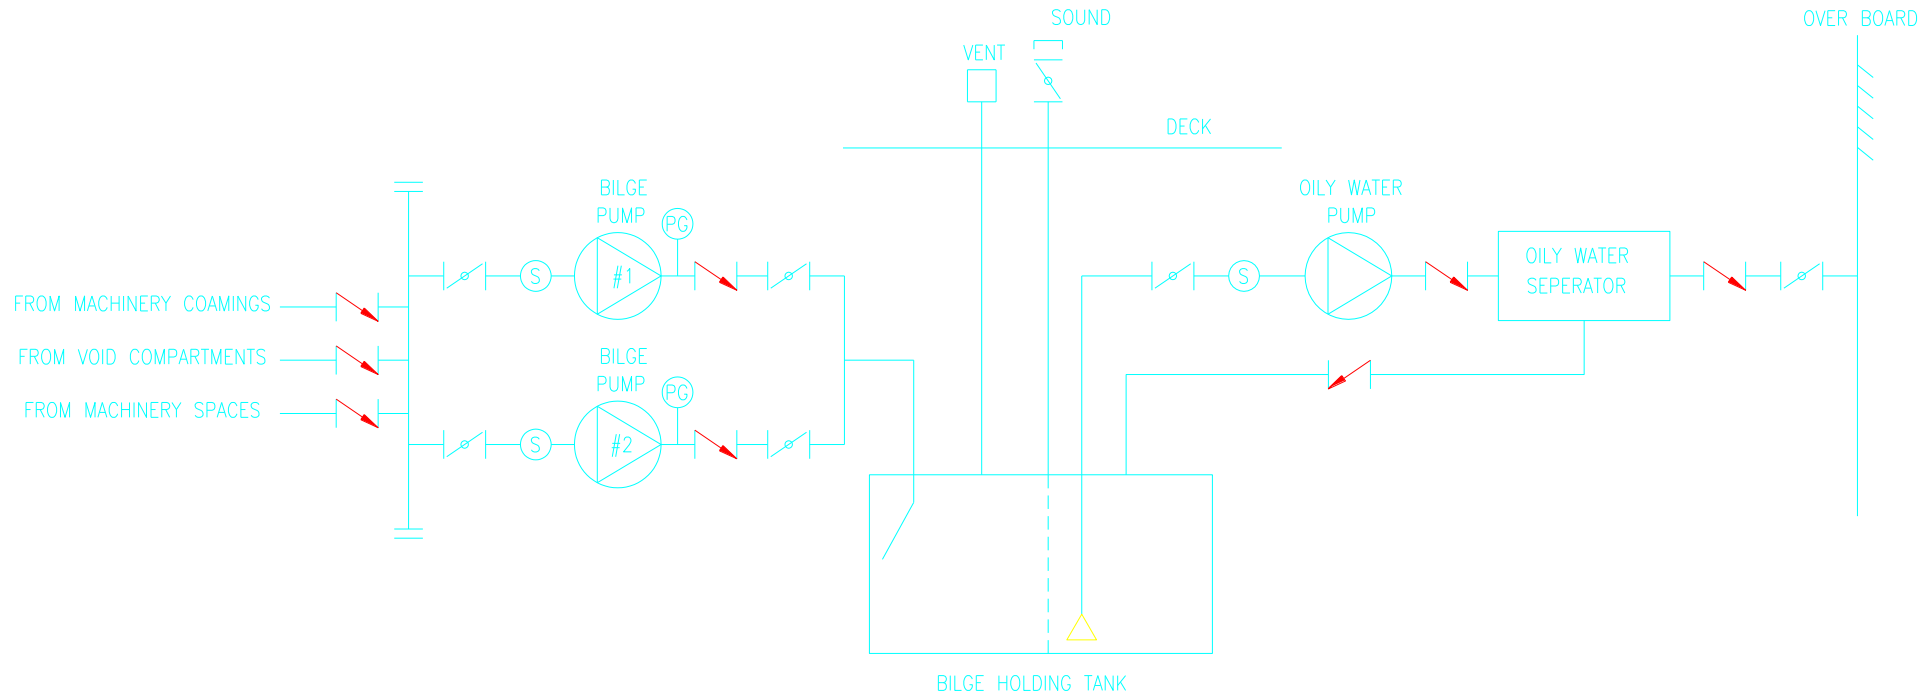 SOUND
OVER BOARD
VENT
DECK
BILGE
PUMP
PG
#1
S
OILY WATER
PUMP
S
OILY WATER
SEPERATOR
FROM MACHINERY COAMINGS
FROM VOID COMPARTMENTS
FROM MACHINERY SPACES
BILGE
PUMP
PG
#2
S
BILGE HOLDING TANK